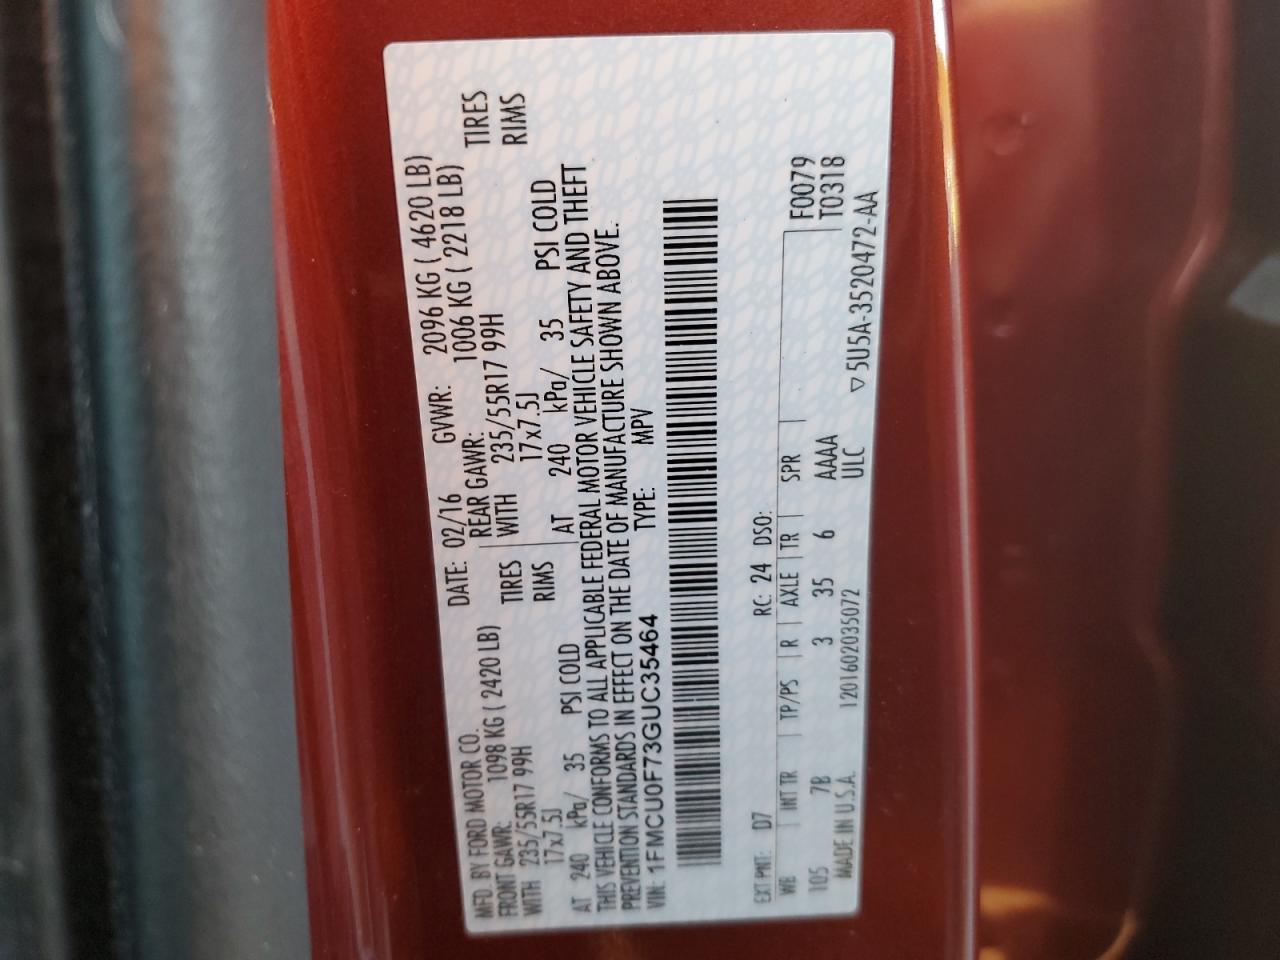 MFD. BY FORD MOTOR CO.
DATE: 02/16 GVWR: 2096 KG ( 4620 LB)
FRONT GAWR: 1098 KG ( 2420 LB) REAR GAWR: 1006 KG ( 2218 LB)
WITH 235/55R17 99H TIRES WITH 235/55R17 99H TIRES
17x7.5J RIMS 17x7.5J RIMS
AT 240 kPa/ 35 PSI COLD AT 240 kPa/ 35 PSI COLD
THIS VEHICLE CONFORMS TO ALL APPLICABLE FEDERAL MOTOR VEHICLE SAFETY AND THEFT
PREVENTION STANDARDS IN EFFECT ON THE DATE OF MANUFACTURE SHOWN ABOVE.
VIN: 1FMCU0F73GUC35464 TYPE: MPV
EXT PNT: D7 RC: 24 DSO:
WB INT TR TP/PS R AXLE TR SPR F0079
105 7B 3 35 6 AAAA T0318
MADE IN U.S.A. 1201602035072 ULC ▽5U5A-3520472-AA